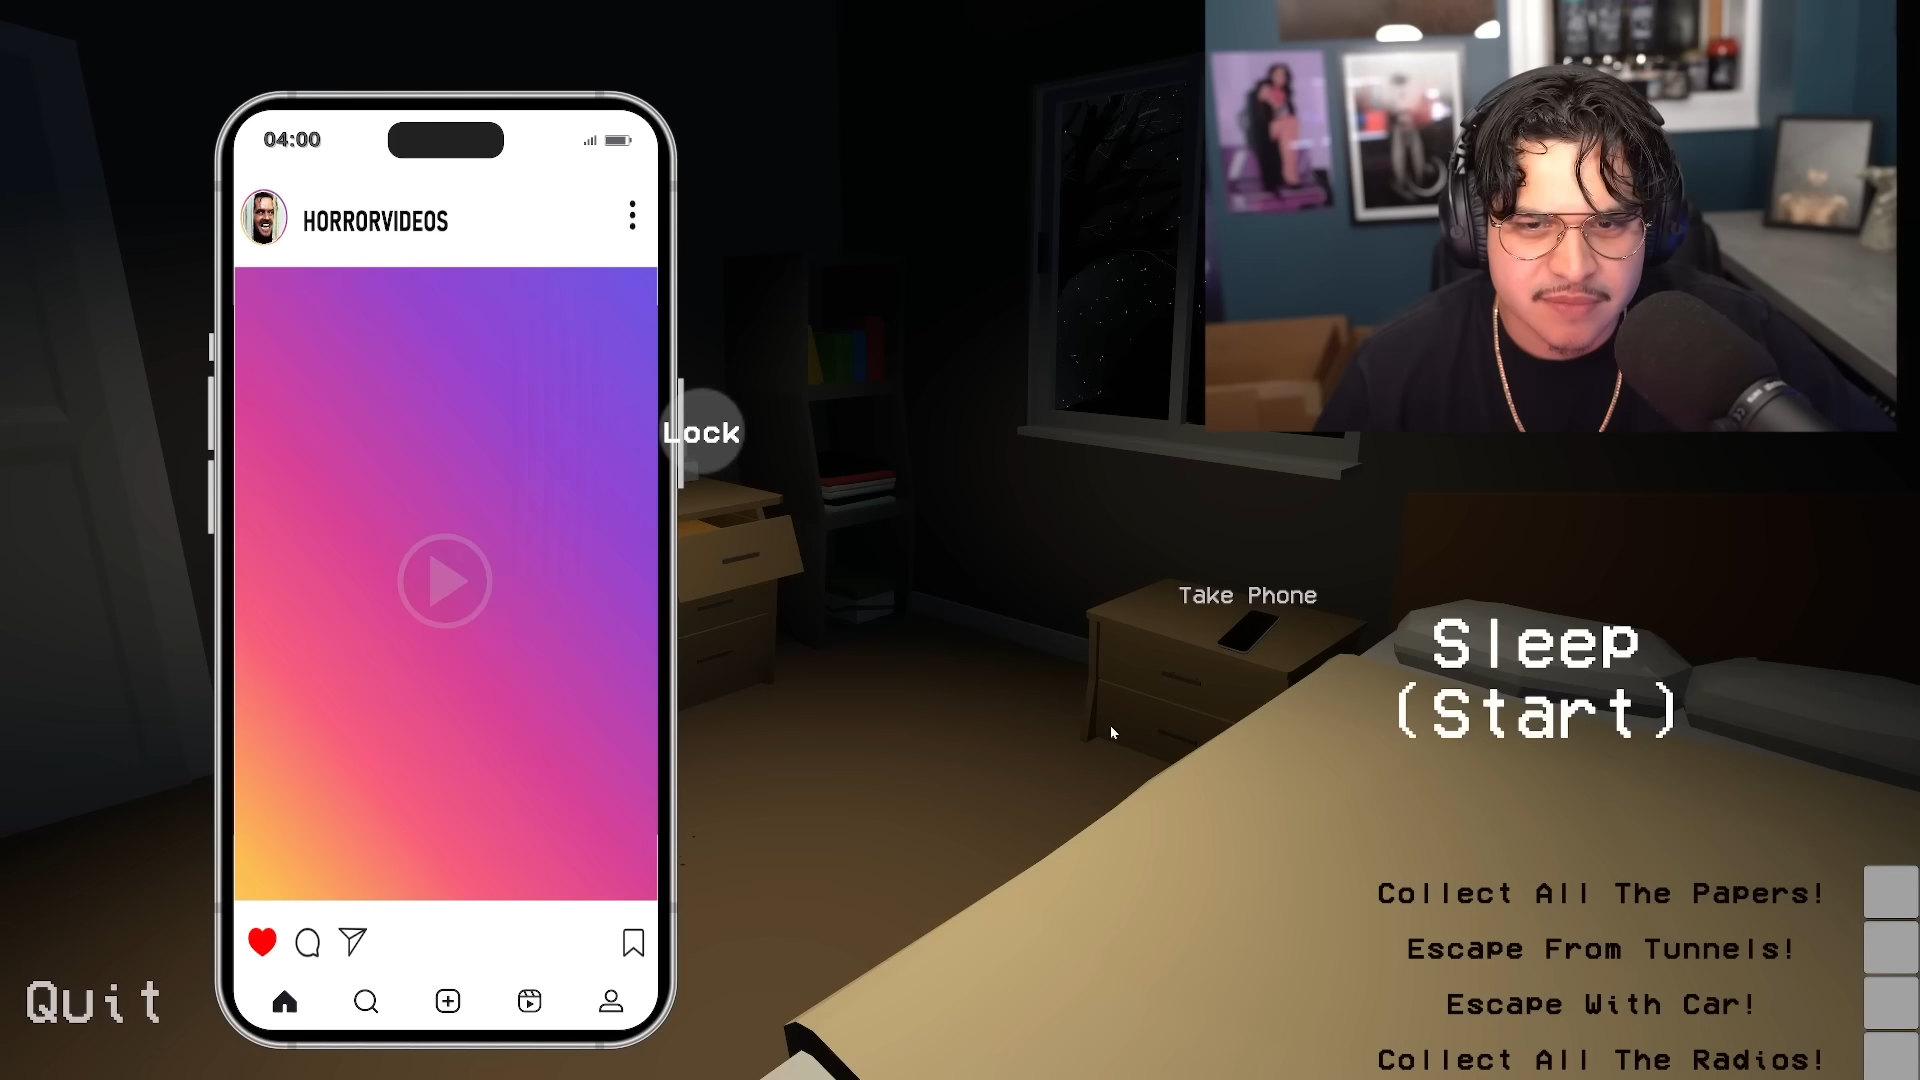 04:00
HORRORVIDEOS
Lock
Take Phone
Sleep
(Start)
Collect All The Papers!
Escape From Tunnels!
Escape With Car!
Collect All The Radios!
Quit